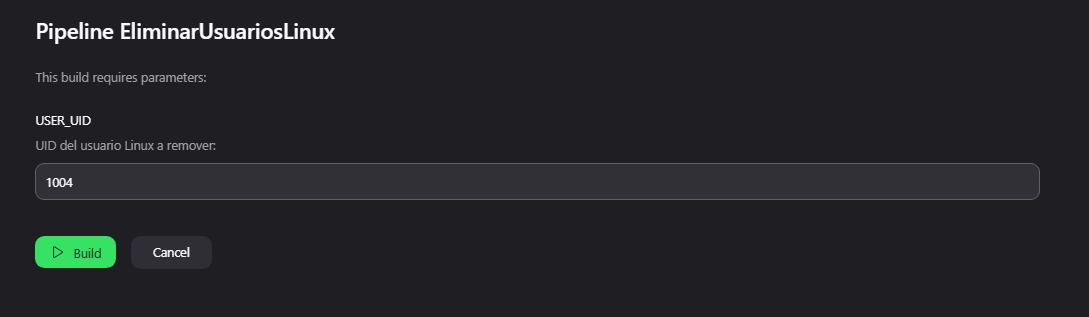 Pipeline EliminarUsuariosLinux
This build requires parameters:
USER_UID
UID del usuario Linux a remover:
1004
Build
Cancel